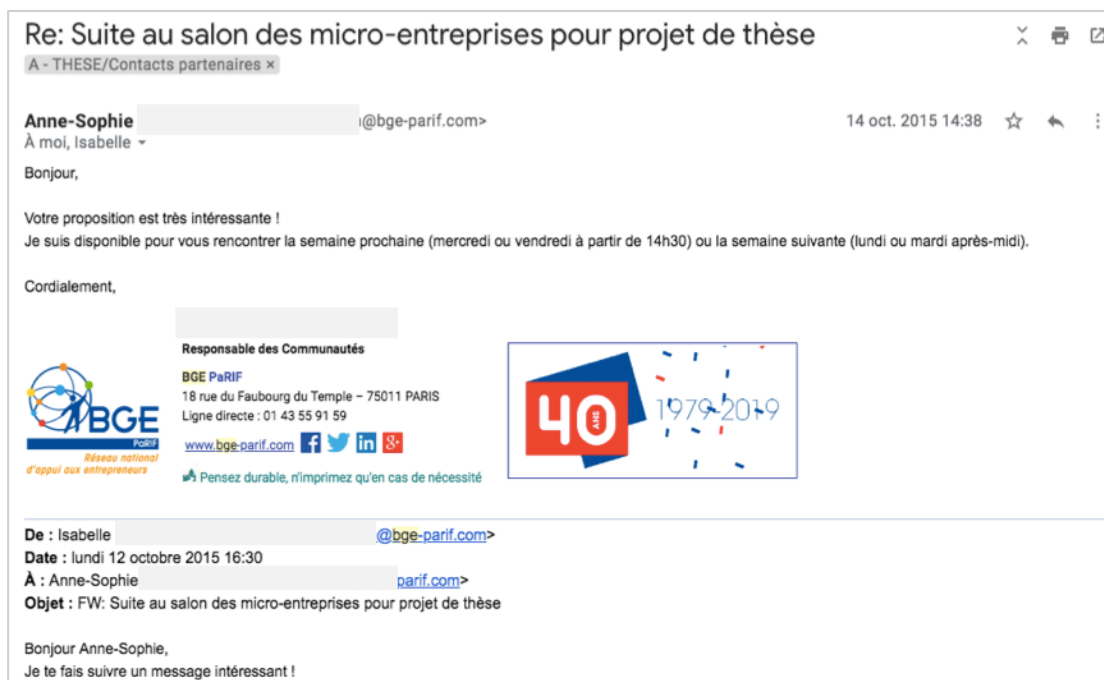 Re: Suite au salon des micro-entreprises pour projet de thèse
A - THESE/Contacts partenaires ×
Anne-Sophie @bge-parif.com> 14 oct. 2015 14:38
À moi, Isabelle
Bonjour,
Votre proposition est très intéressante !
Je suis disponible pour vous rencontrer la semaine prochaine (mercredi ou vendredi à partir de 14h30) ou la semaine suivante (lundi ou mardi après-midi).
Cordialement,
Responsable des Communautés
BGE PaRIF
18 rue du Faubourg du Temple – 75011 PARIS
Ligne directe : 01 43 55 91 59
www.bge-parif.com
Pensez durable, n'imprimez qu'en cas de nécessité
BGE
PaRIF
Réseau national
d'appui aux entrepreneurs
40 ANS
1979-2019
De : Isabelle @bge-parif.com>
Date : lundi 12 octobre 2015 16:30
À : Anne-Sophie parif.com>
Objet : FW: Suite au salon des micro-entreprises pour projet de thèse
Bonjour Anne-Sophie,
Je te fais suivre un message intéressant !